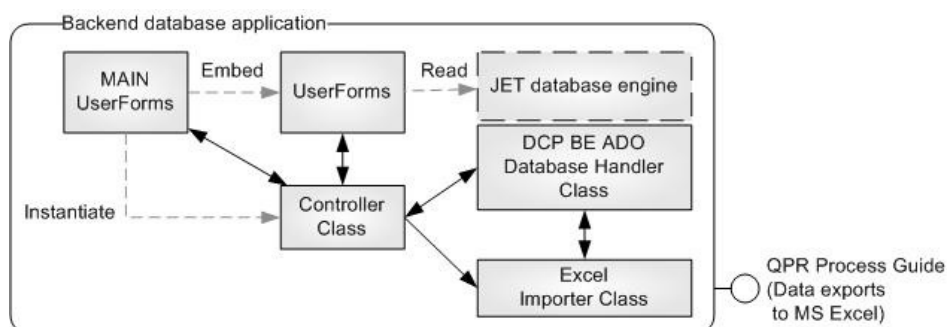 Backend database application
MAIN
UserForms
Embed
UserForms
Read
JET database engine
DCP BE ADO
Database Handler
Class
Instantiate
Controller
Class
Excel
Importer Class
QPR Process Guide
(Data exports
to MS Excel)